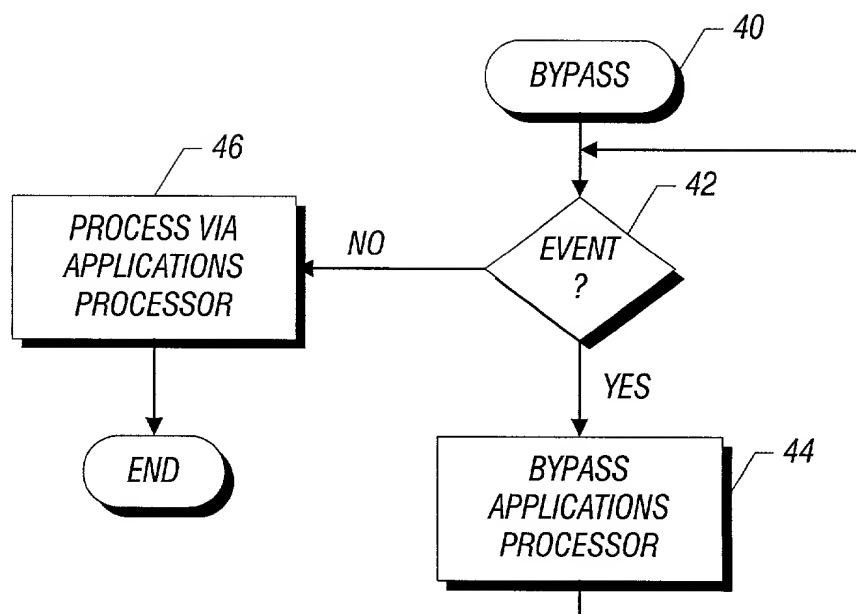 40
BYPASS
46
42
PROCESS VIA
APPLICATIONS
PROCESSOR
NO
EVENT
?
YES
END
44
BYPASS
APPLICATIONS
PROCESSOR